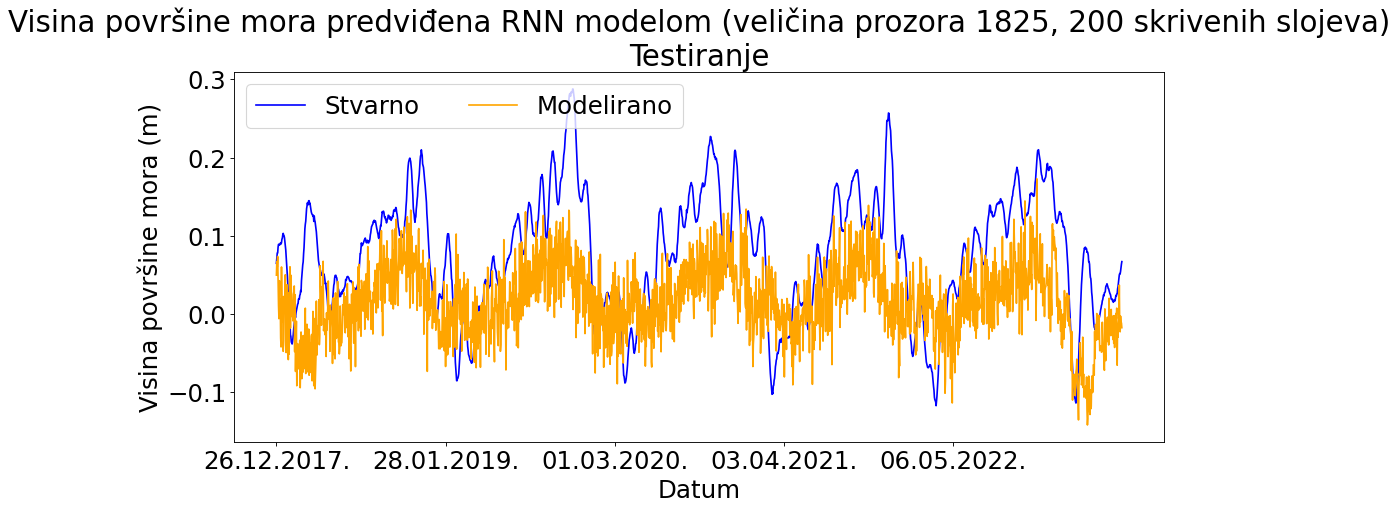 Visina površine mora predviđena RNN modelom (veličina prozora 1825, 200 skrivenih slojeva)
Testiranje
Stvarno
Modelirano
Visina površine mora (m)
0.3
0.2
0.1
0.0
−0.1
26.12.2017.
28.01.2019.
01.03.2020.
03.04.2021.
06.05.2022.
Datum